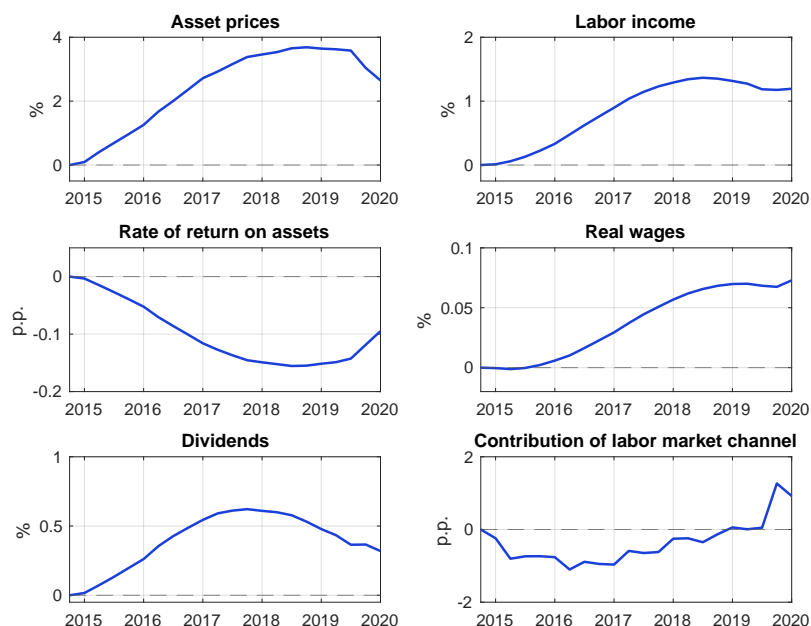 Asset prices
4
2
0
%
2015 2016 2017 2018 2019 2020
Labor income
2
1
0
%
2015 2016 2017 2018 2019 2020
Rate of return on assets
0
-0.1
-0.2
p.p.
2015 2016 2017 2018 2019 2020
Real wages
0.1
0.05
0
%
2015 2016 2017 2018 2019 2020
Dividends
1
0.5
0
%
2015 2016 2017 2018 2019 2020
Contribution of labor market channel
2
0
-2
p.p.
2015 2016 2017 2018 2019 2020